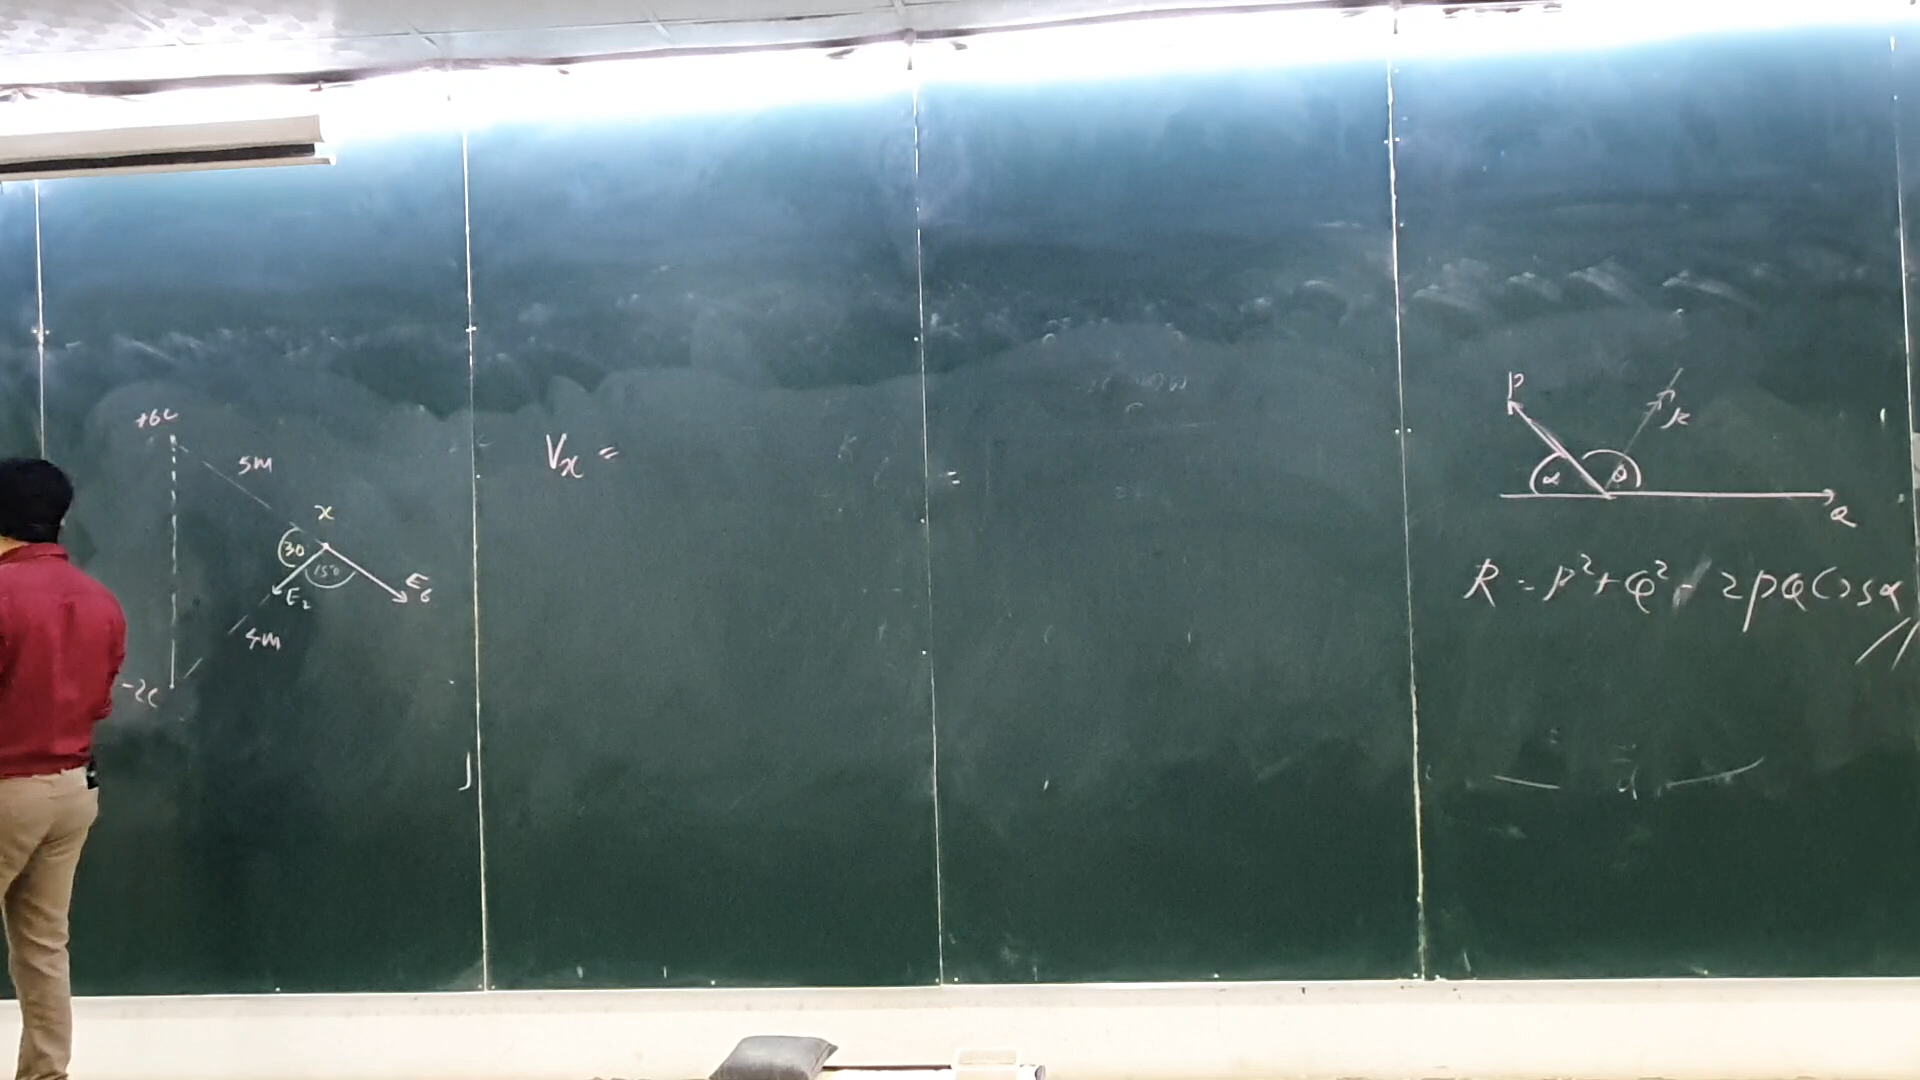 +6C
5m
x
30
150
E₂
E₆
4m
-2C
Vx =
P
R
α
θ
Q
R = P² + Q² - 2PQ Cos α
d